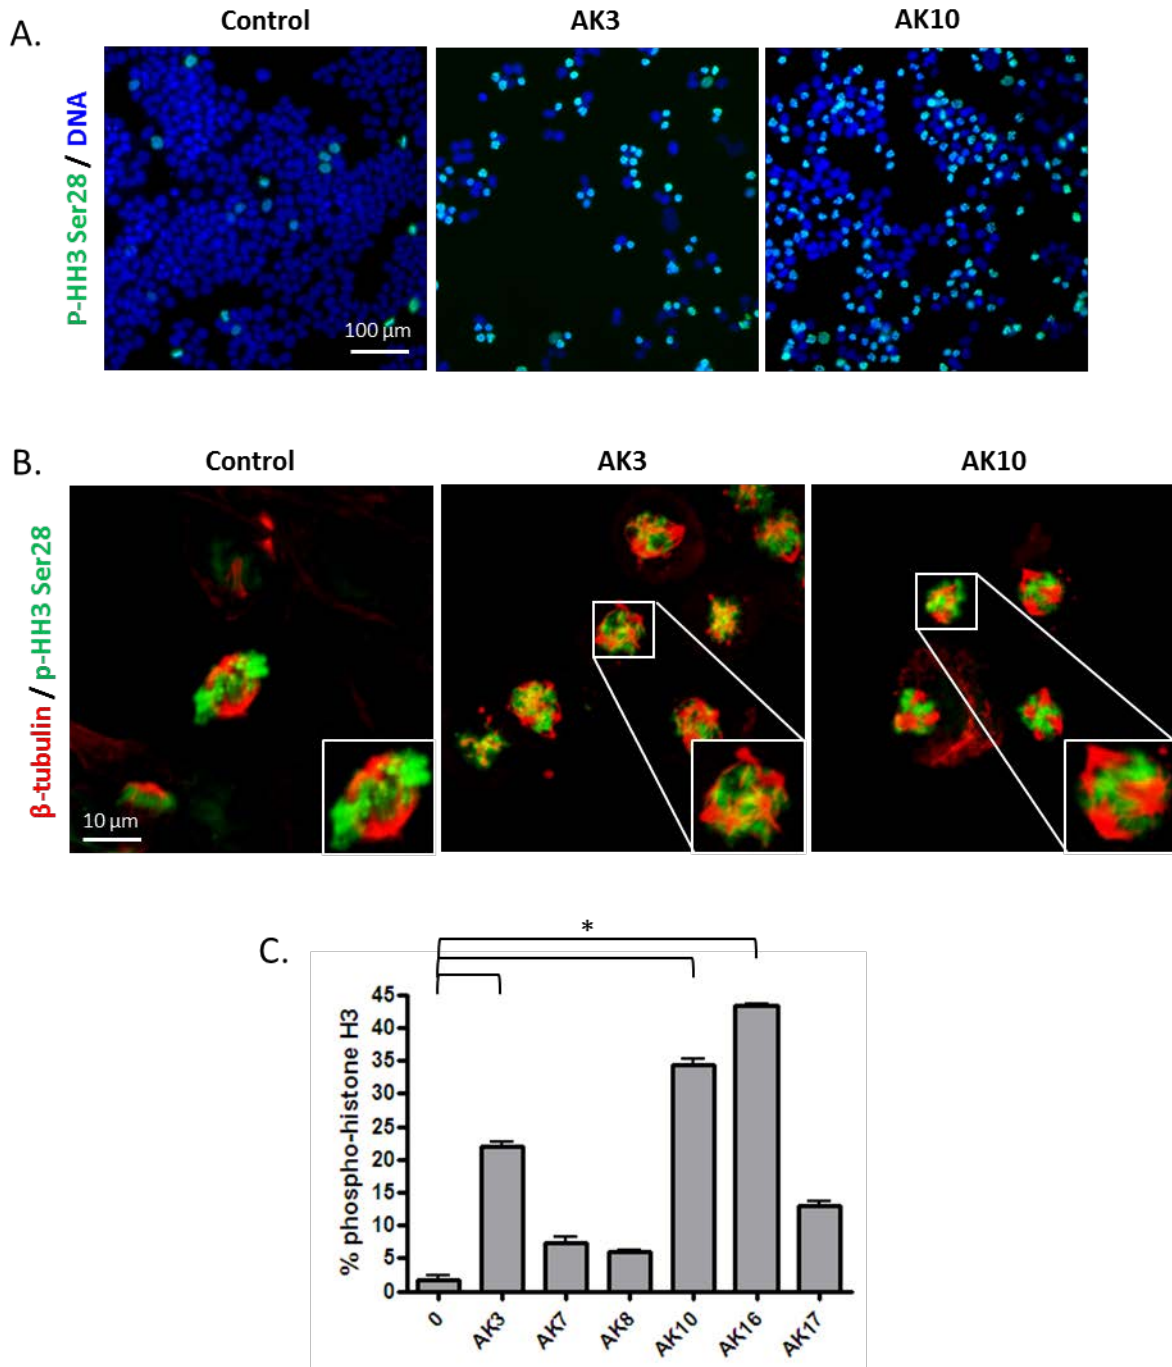 A.
Control
AK3
AK10
P-HH3 Ser28 / DNA
100 µm
B.
Control
AK3
AK10
β-tubulin / p-HH3 Ser28
10 µm
C.
*
% phospho-histone H3
45
40
35
30
25
20
15
10
5
0
0
AK3
AK7
AK8
AK10
AK16
AK17